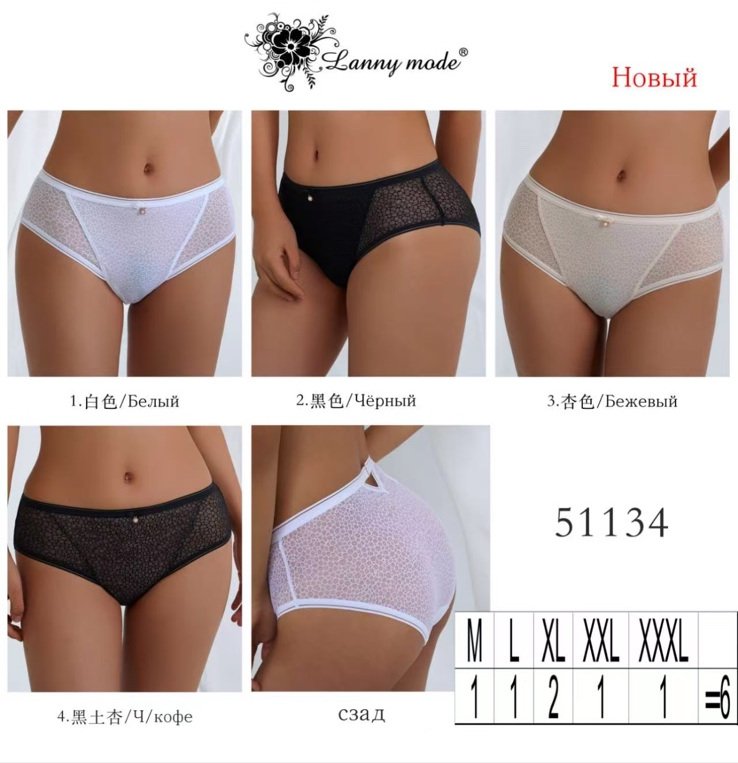 Lanny mode®
Новый
1.白色/Белый
2.黑色/Чёрный
3.杏色/Бежевый
4.黑土杏/Ч/кофе
сзад
51134
M L XL XXL XXXL
1 1 2 1 1 =6